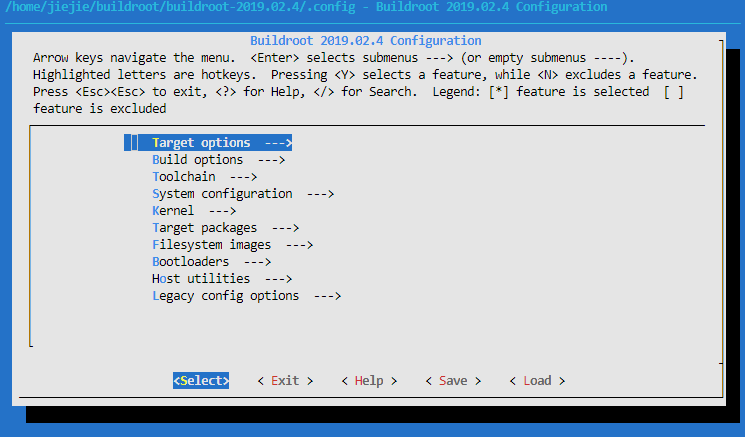 /home/jiejie/buildroot/buildroot-2019.02.4/.config - Buildroot 2019.02.4 Configuration
Buildroot 2019.02.4 Configuration
Arrow keys navigate the menu.  <Enter> selects submenus ---> (or empty submenus ----).
Highlighted letters are hotkeys.  Pressing <Y> selects a feature, while <N> excludes a feature.
Press <Esc><Esc> to exit, <?> for Help, </> for Search.  Legend: [*] feature is selected  [ ]
feature is excluded
Target options  --->
Build options  --->
Toolchain  --->
System configuration  --->
Kernel  --->
Target packages  --->
Filesystem images  --->
Bootloaders  --->
Host utilities  --->
Legacy config options  --->
<Select>    < Exit >    < Help >    < Save >    < Load >